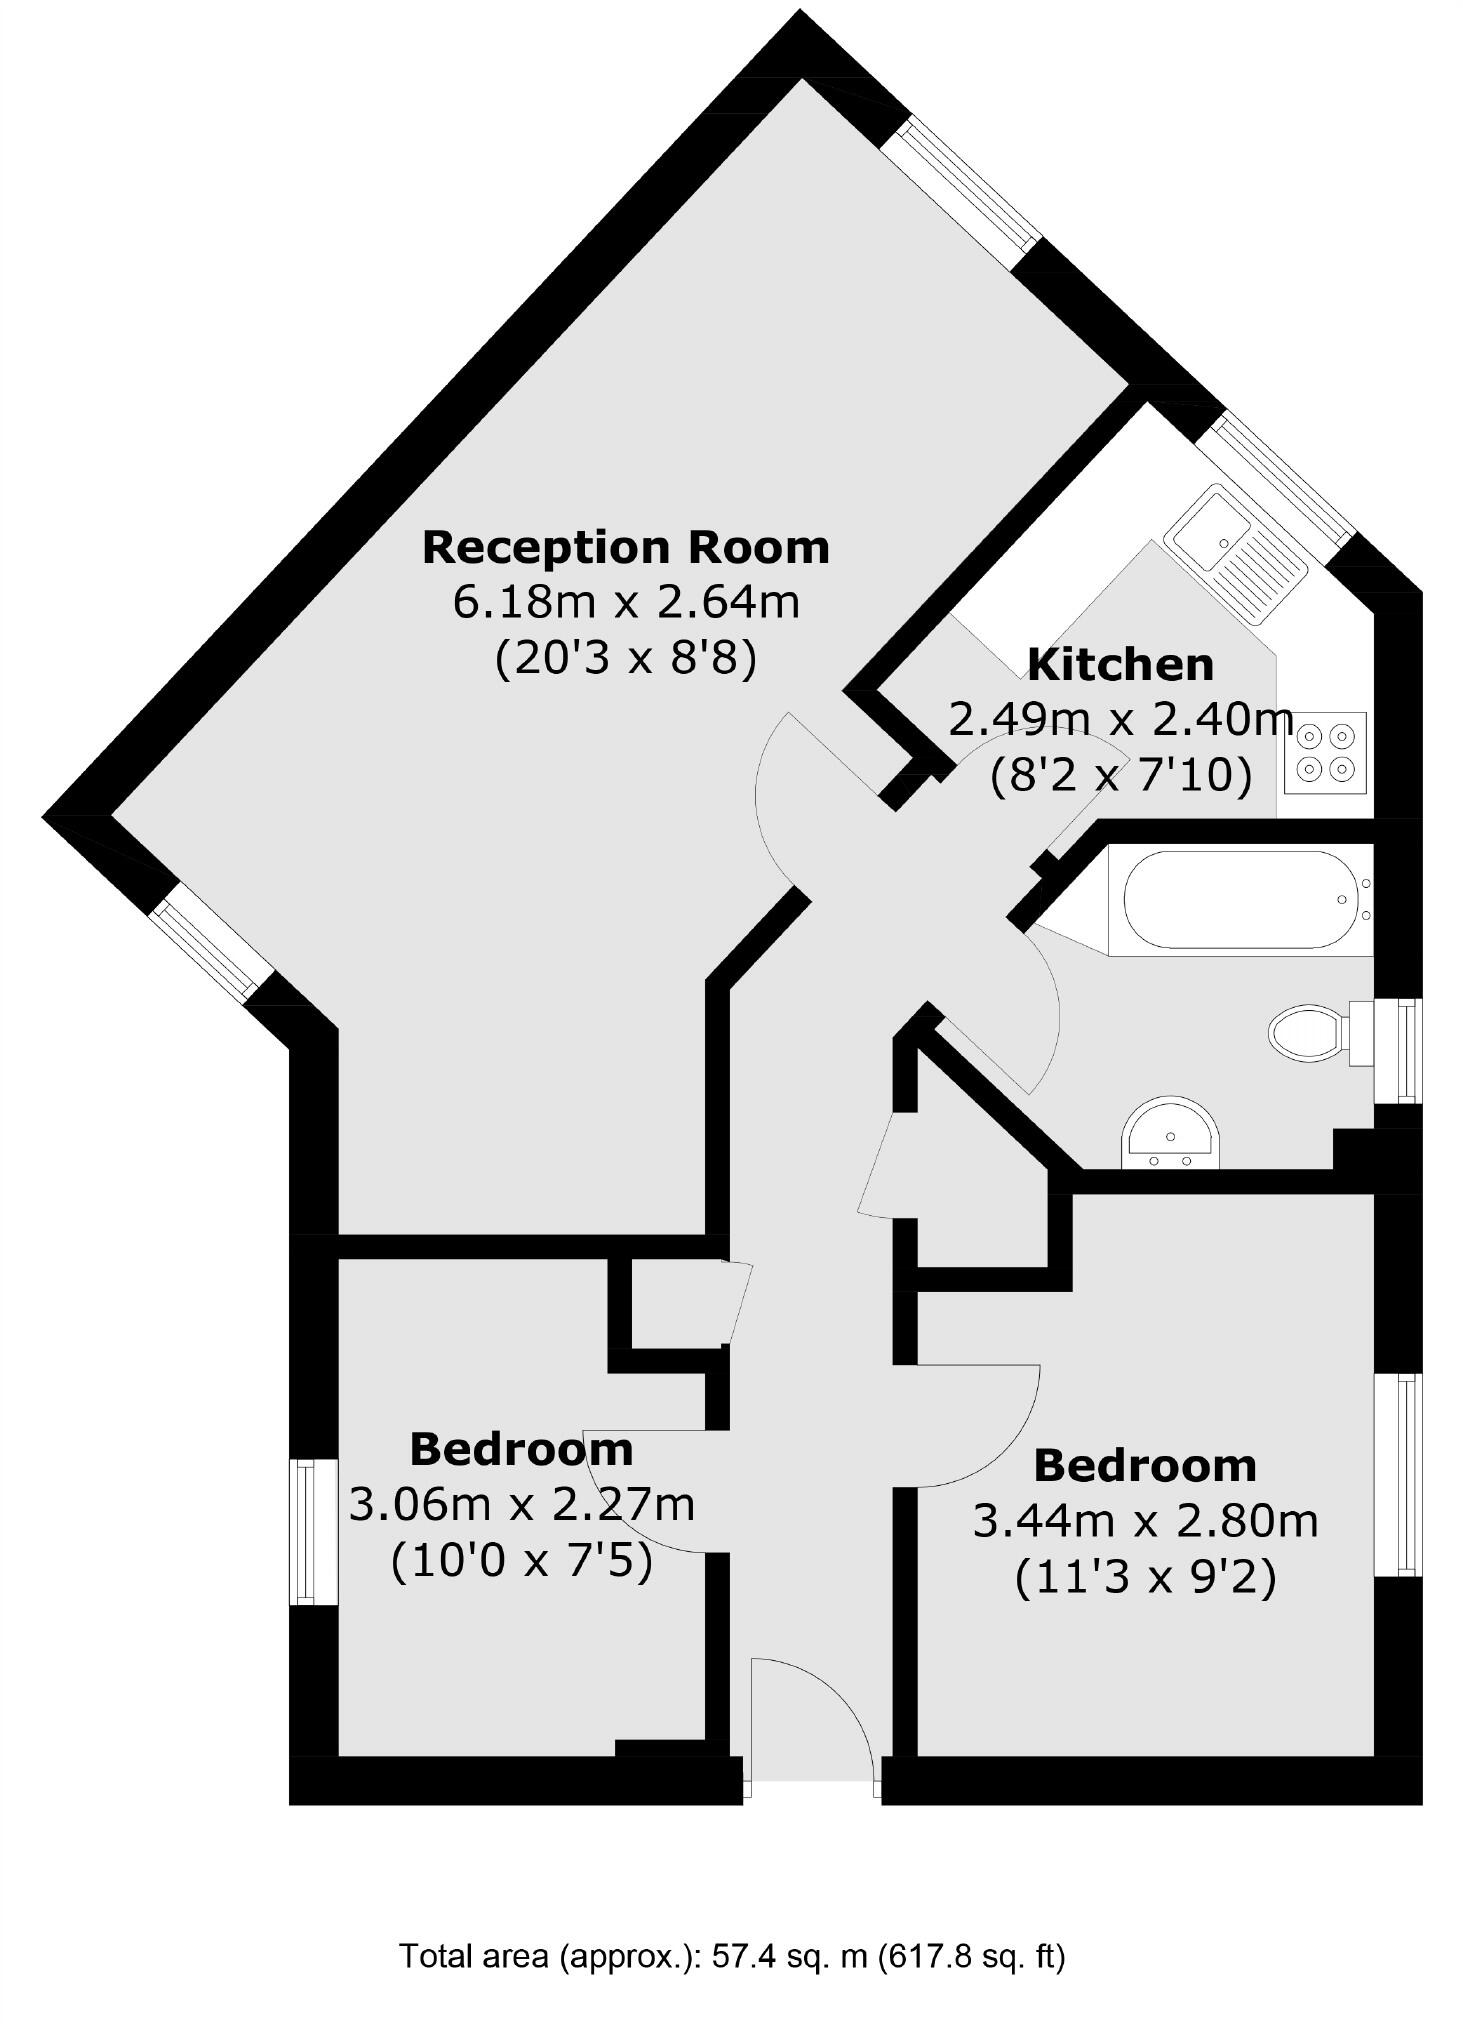 Reception Room
6.18m x 2.64m
(20'3 x 8'8)
Kitchen
2.49m x 2.40m
(8'2 x 7'10)
Bedroom
3.06m x 2.27m
(10'0 x 7'5)
Bedroom
3.44m x 2.80m
(11'3 x 9'2)
Total area (approx.): 57.4 sq. m (617.8 sq. ft)